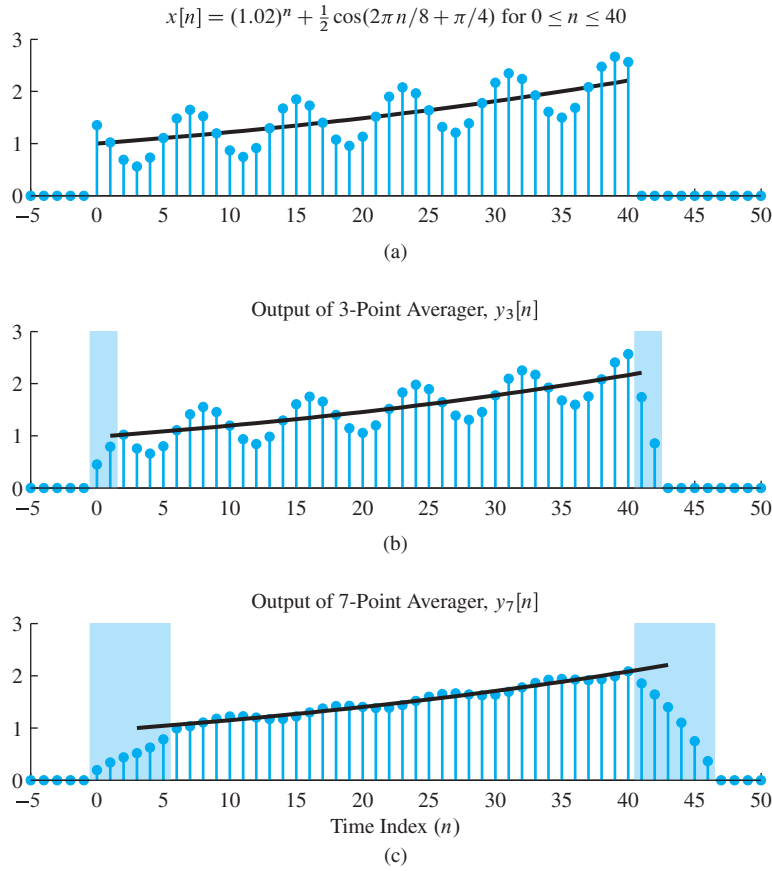 x[n] = (1.02)^n + 1/2 cos(2πn/8 + π/4) for 0 ≤ n ≤ 40
3
2
1
0
−5 0 5 10 15 20 25 30 35 40 45 50
(a)
Output of 3-Point Averager, y₃[n]
3
2
1
0
−5 0 5 10 15 20 25 30 35 40 45 50
(b)
Output of 7-Point Averager, y₇[n]
3
2
1
0
−5 0 5 10 15 20 25 30 35 40 45 50
Time Index (n)
(c)